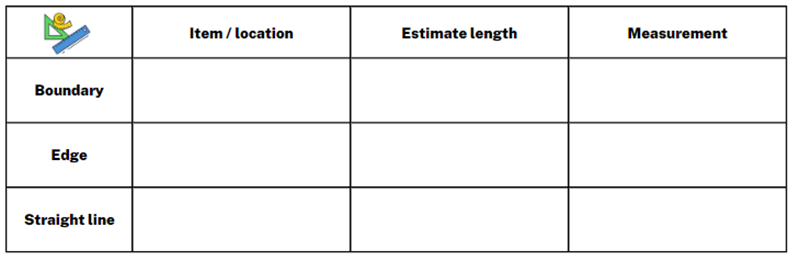 Item / location Estimate length Measurement
Boundary
Edge
Straight line